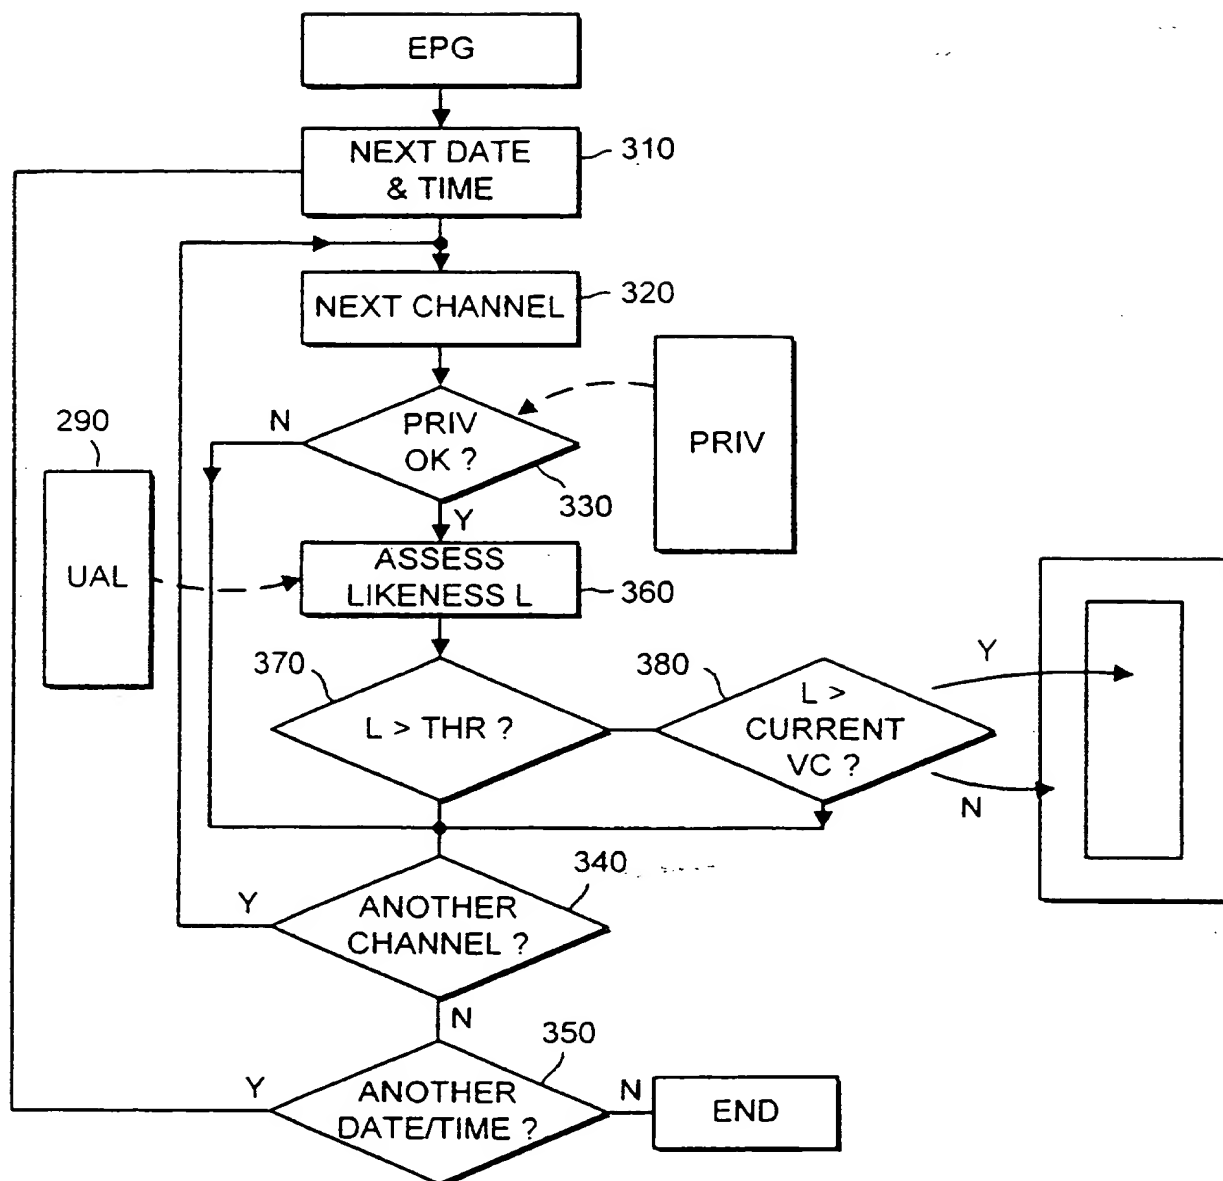 EPG
NEXT DATE
& TIME
310
NEXT CHANNEL
320
N
PRIV
OK ?
330
PRIV
290
UAL
Y
ASSESS
LIKENESS L
360
370
L > THR ?
380
L >
CURRENT
VC ?
Y
N
340
Y
ANOTHER
CHANNEL ?
N
350
Y
ANOTHER
DATE/TIME ?
N
END